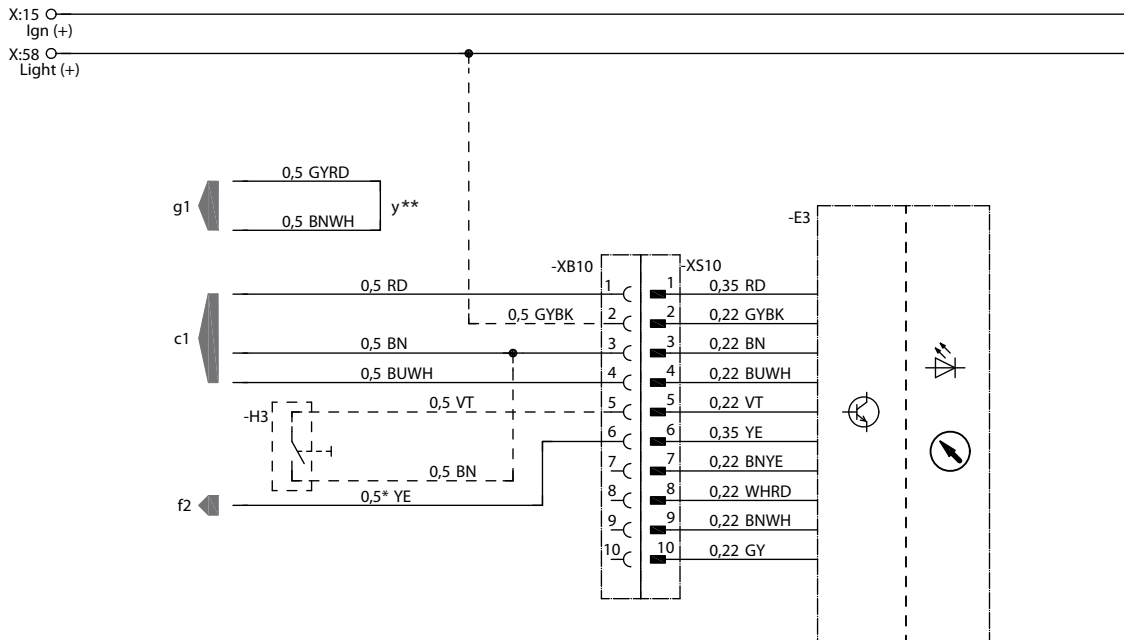 X:15
Ign (+)
X:58
Light (+)
0,5 GYRD
g1
y**
0,5 BNWH
-E3
-XB10
-XS10
0,5 RD
1
1
0,35 RD
0,5 GYBK
2
2
0,22 GYBK
c1
0,5 BN
3
3
0,22 BN
0,5 BUWH
4
4
0,22 BUWH
-H3
0,5 VT
5
5
0,22 VT
6
6
0,35 YE
0,5 BN
7
7
0,22 BNYE
f2
0,5* YE
8
8
0,22 WHRD
9
9
0,22 BNWH
10
10
0,22 GY